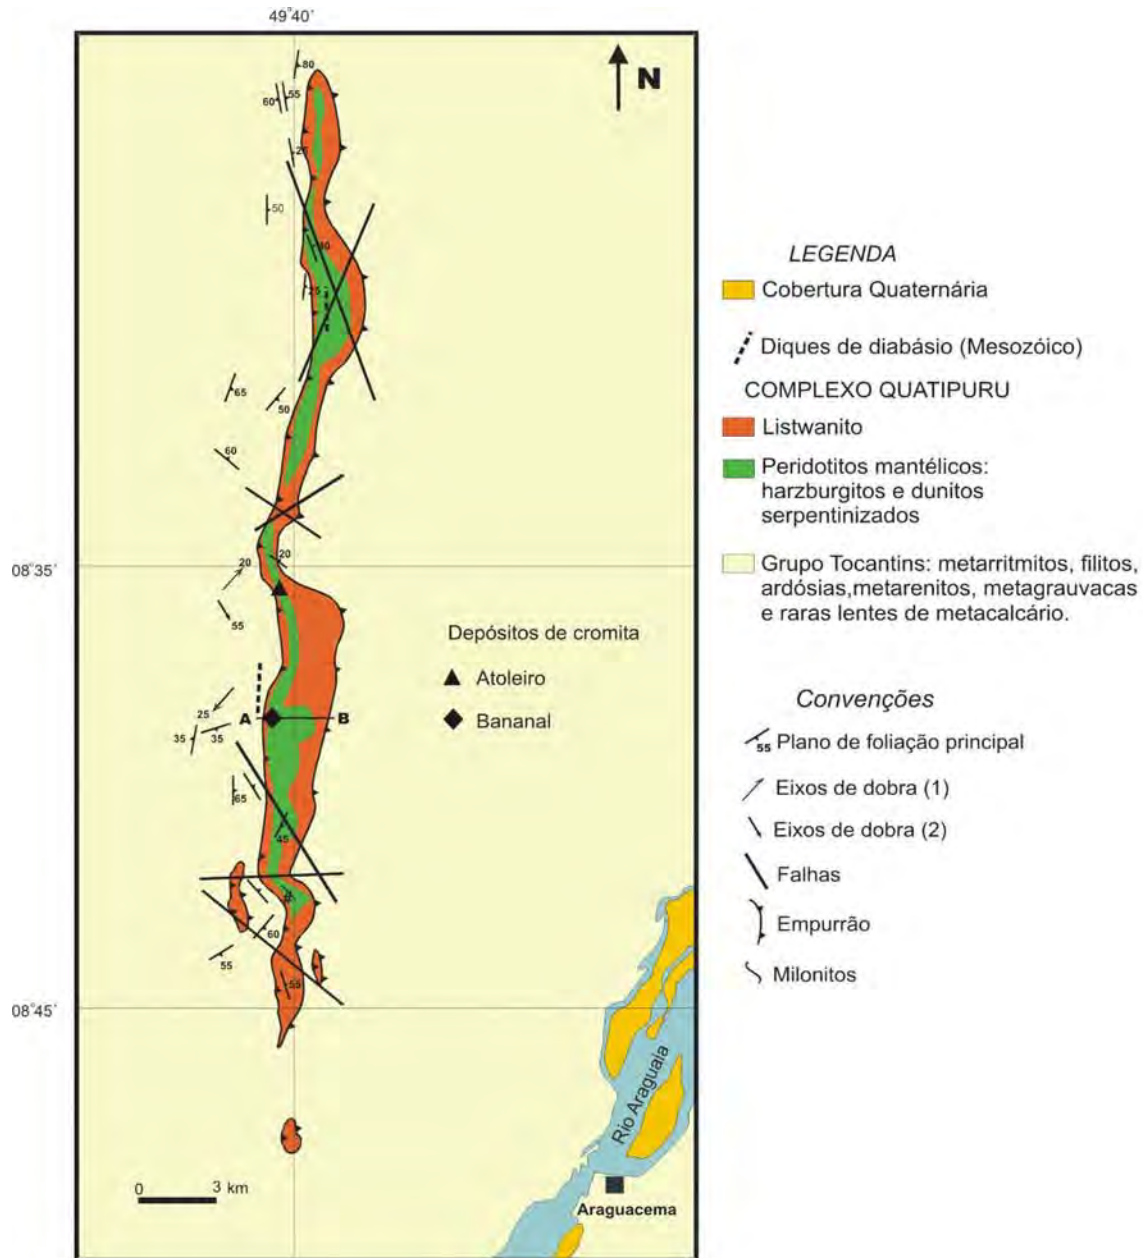 49°40'
N
80
60
55
25
50
30
25
65
50
60
08°35'
20
20
55
25
A
B
35
35
65
45
60
55
55
08°45'
0
3 km
Rio Araguaia
Araguacema
Depósitos de cromita
Atoleiro
Bananal
LEGENDA
Cobertura Quaternária
Diques de diabásio (Mesozóico)
COMPLEXO QUATIPURU
Listwanito
Peridotitos mantélicos:
harzburgitos e dunitos
serpentinizados
Grupo Tocantins: metarritmitos, filitos,
ardósias,metarenitos, metagrauvacas
e raras lentes de metacalcário.
Convenções
55 Plano de foliação principal
Eixos de dobra (1)
Eixos de dobra (2)
Falhas
Empurrão
Milonitos